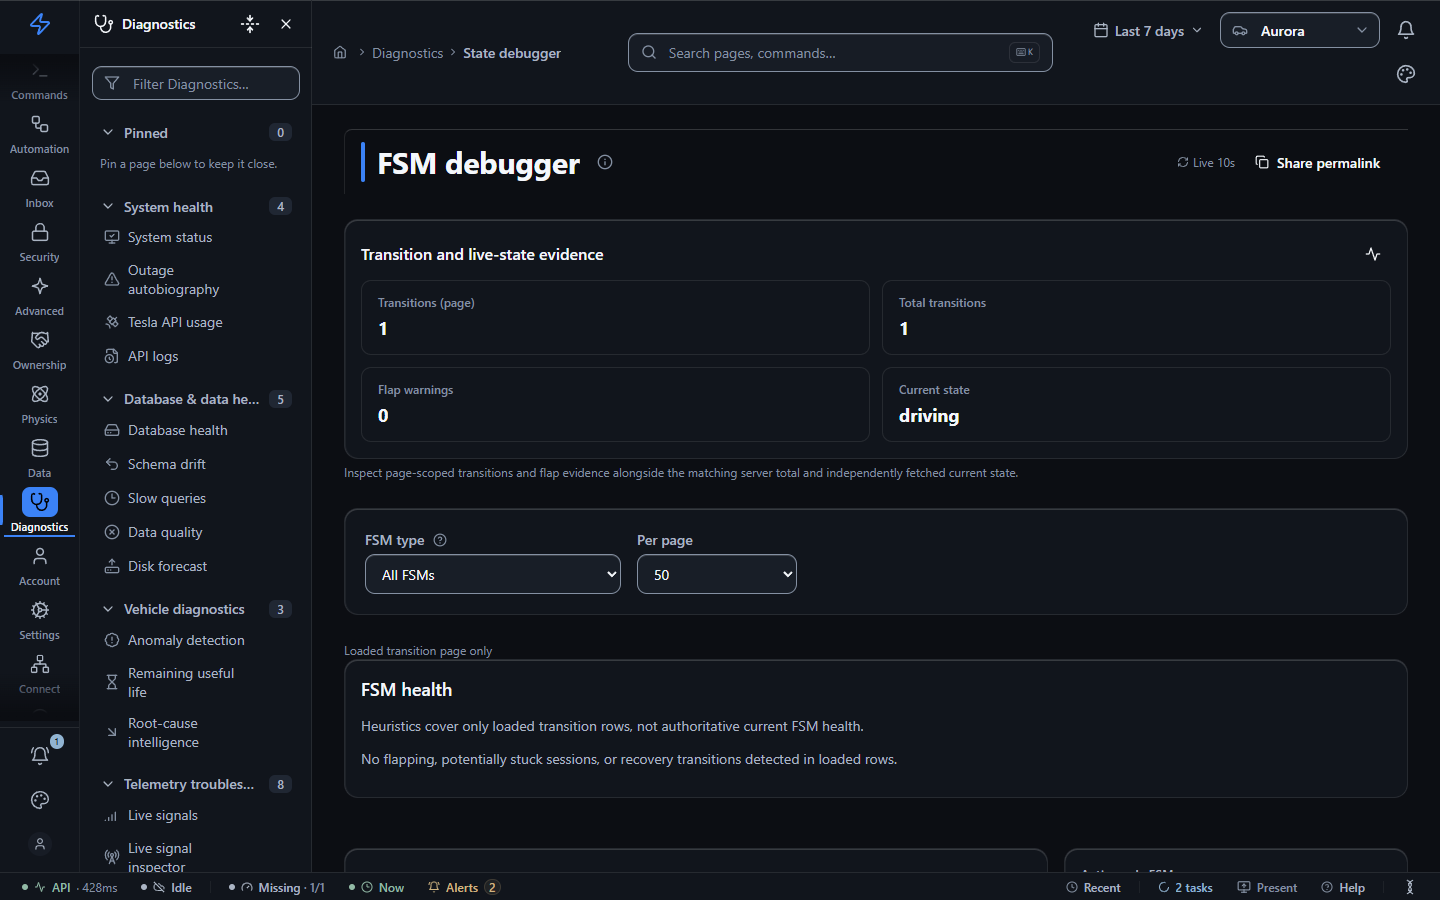 Diagnostics
Commands
Automation
Inbox
Security
Advanced
Ownership
Physics
Data
Diagnostics
Account
Settings
Connect
1
Filter Diagnostics...
Pinned 0
Pin a page below to keep it close.
System health 4
System status
Outage
autobiography
Tesla API usage
API logs
Database & data he... 5
Database health
Schema drift
Slow queries
Data quality
Disk forecast
Vehicle diagnostics 3
Anomaly detection
Remaining useful
life
Root-cause
intelligence
Telemetry troubles... 8
Live signals
Live signal
inspector
Diagnostics State debugger
Search pages, commands... K
Last 7 days
Aurora
FSM debugger
Live 10s
Share permalink
Transition and live-state evidence
Transitions (page)
1
Total transitions
1
Flap warnings
0
Current state
driving
Inspect page-scoped transitions and flap evidence alongside the matching server total and independently fetched current state.
FSM type
All FSMs
Per page
50
Loaded transition page only
FSM health
Heuristics cover only loaded transition rows, not authoritative current FSM health.
No flapping, potentially stuck sessions, or recovery transitions detected in loaded rows.
API · 428ms
Idle
Missing · 1/1
Now
Alerts 2
Recent
2 tasks
Present
Help